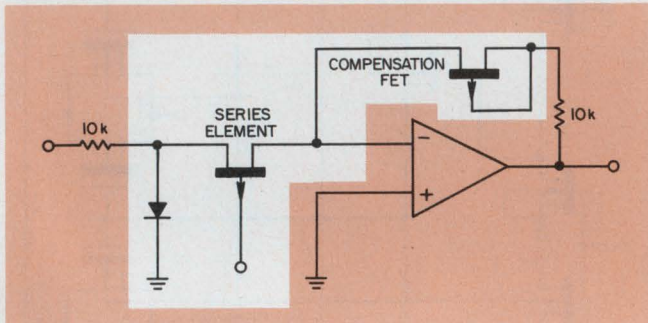 COMPENSATION
FET
SERIES
ELEMENT
10k
10k
−
+